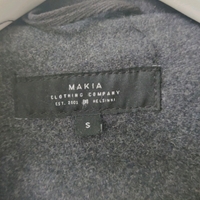 MAKIA
CLOTHING COMPANY
EST. 2001 HELSINKI
S